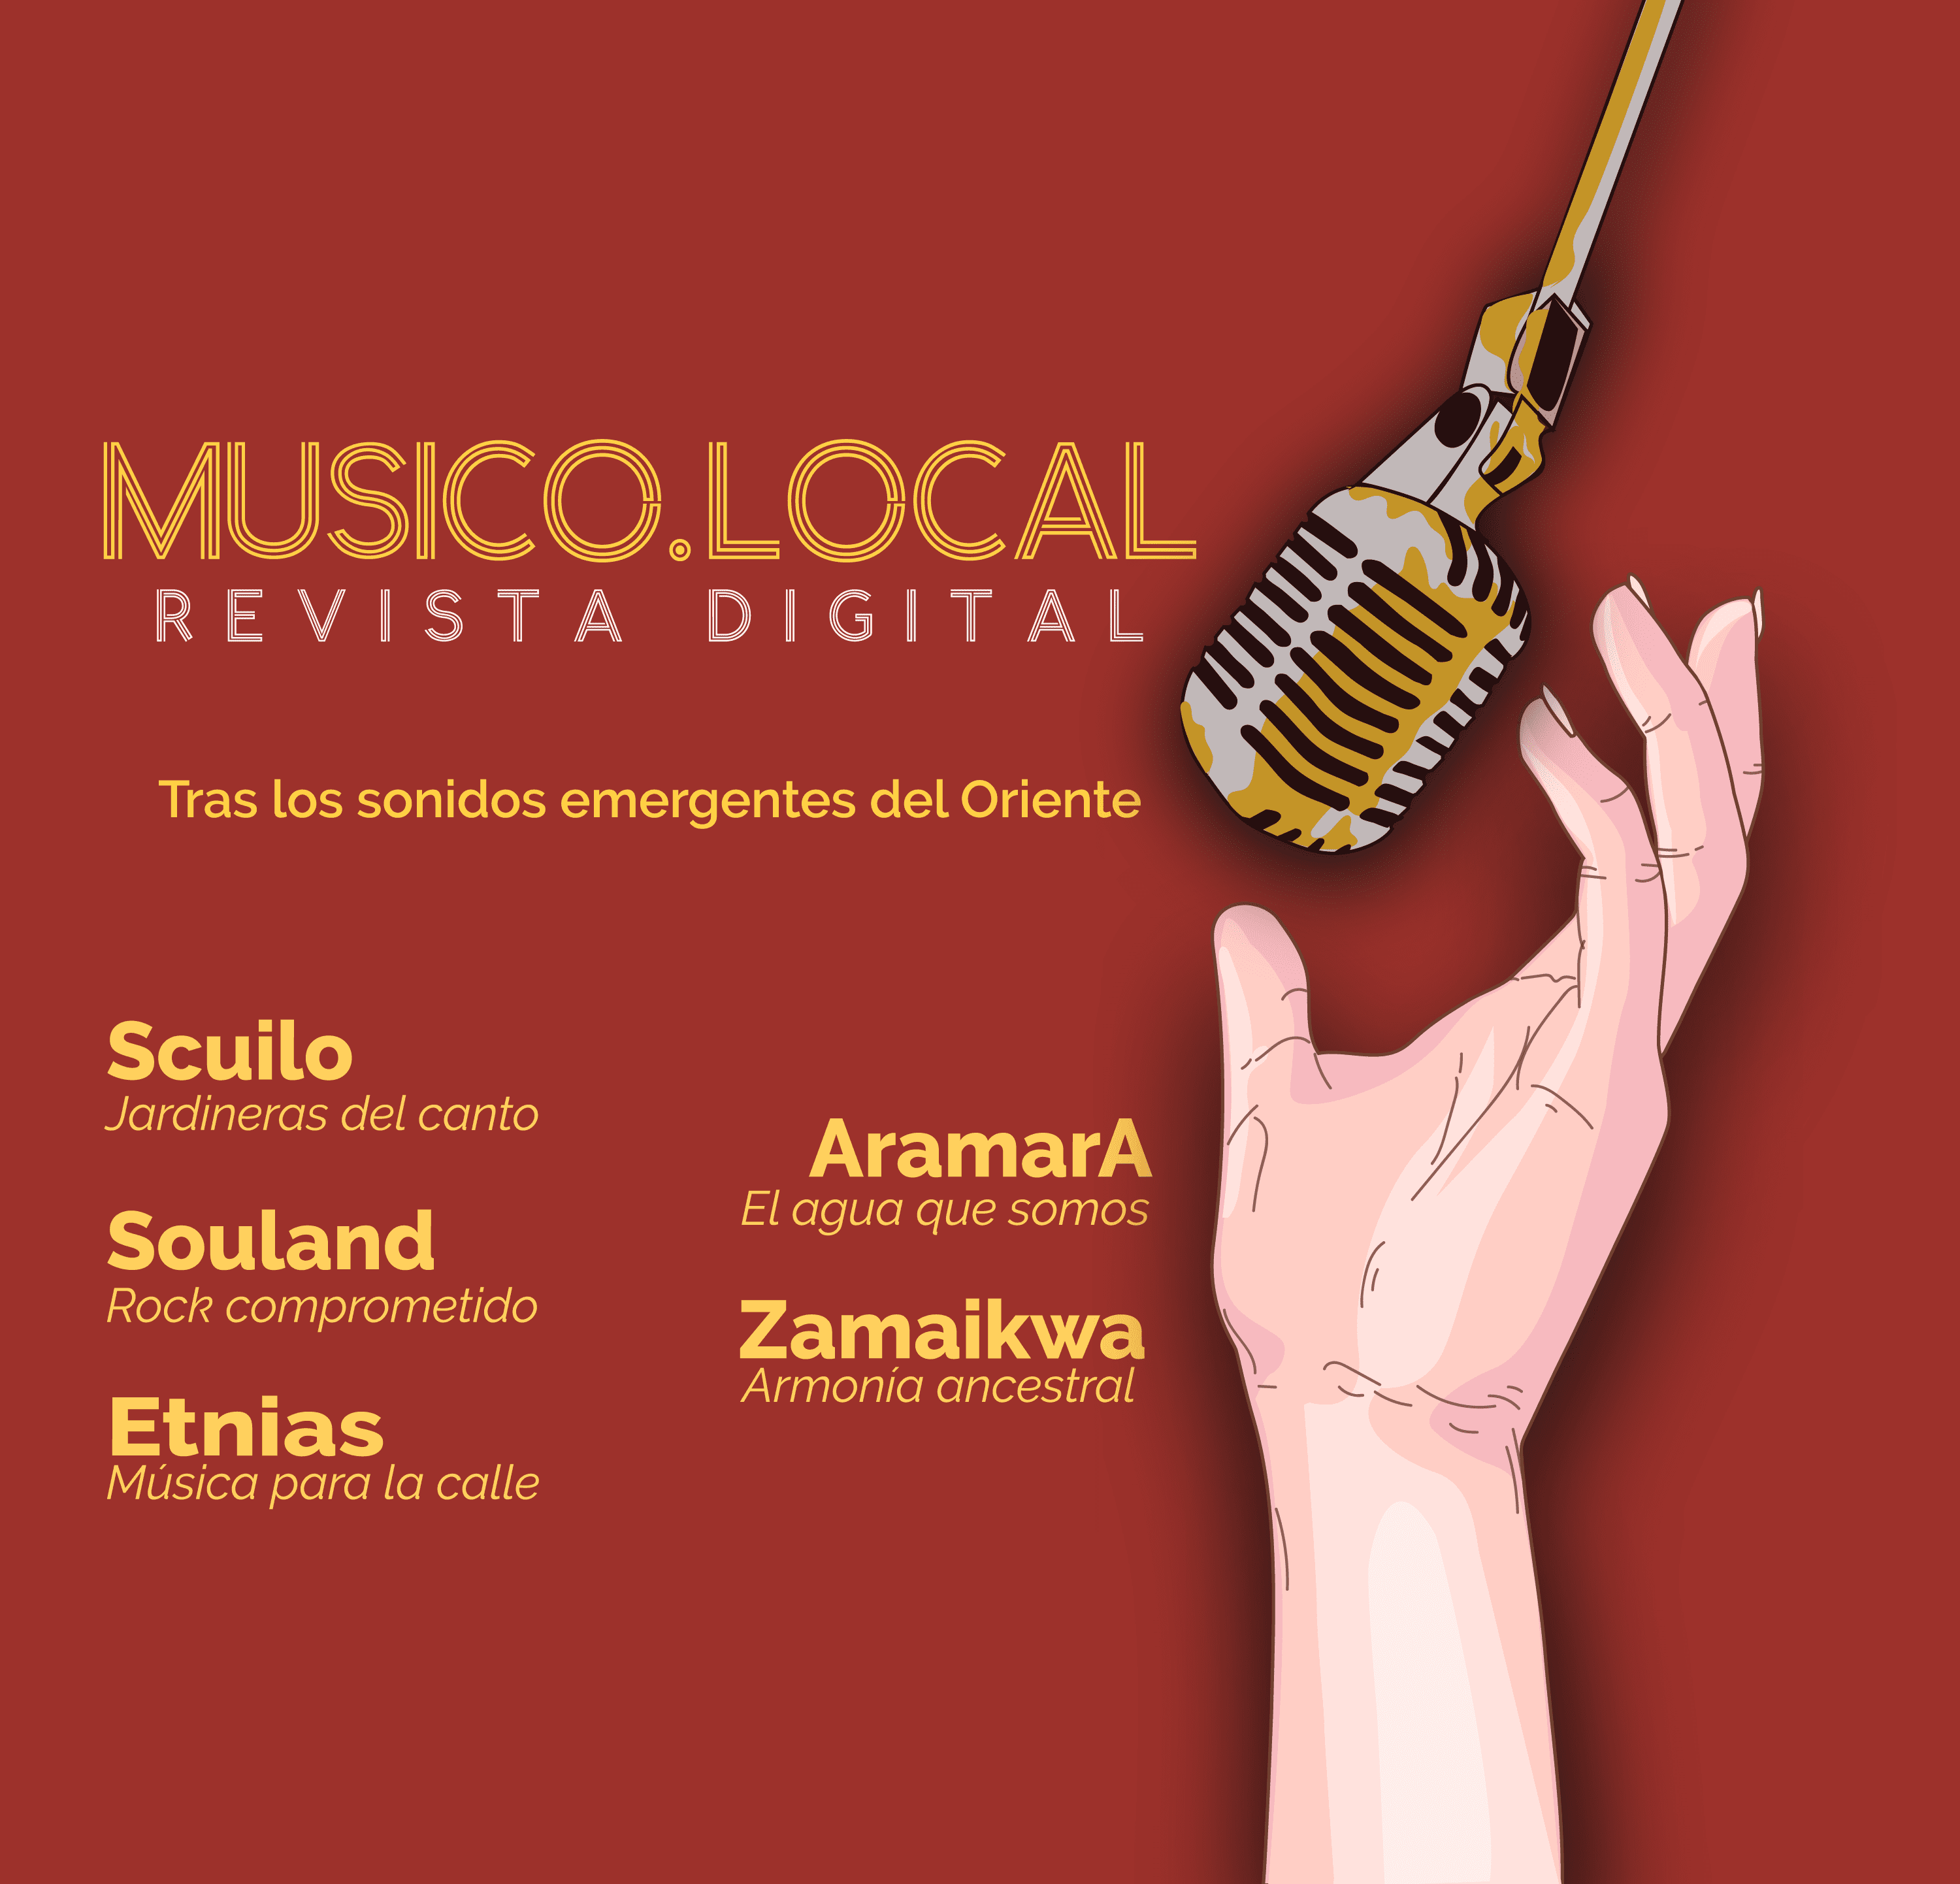 MUSICO.LOCAL
REVISTA DIGITAL
Tras los sonidos emergentes del Oriente
Scuilo
Jardineras del canto
Souland
Rock comprometido
Etnias
Música para la calle
AramarA
El agua que somos
Zamaikwa
Armonía ancestral